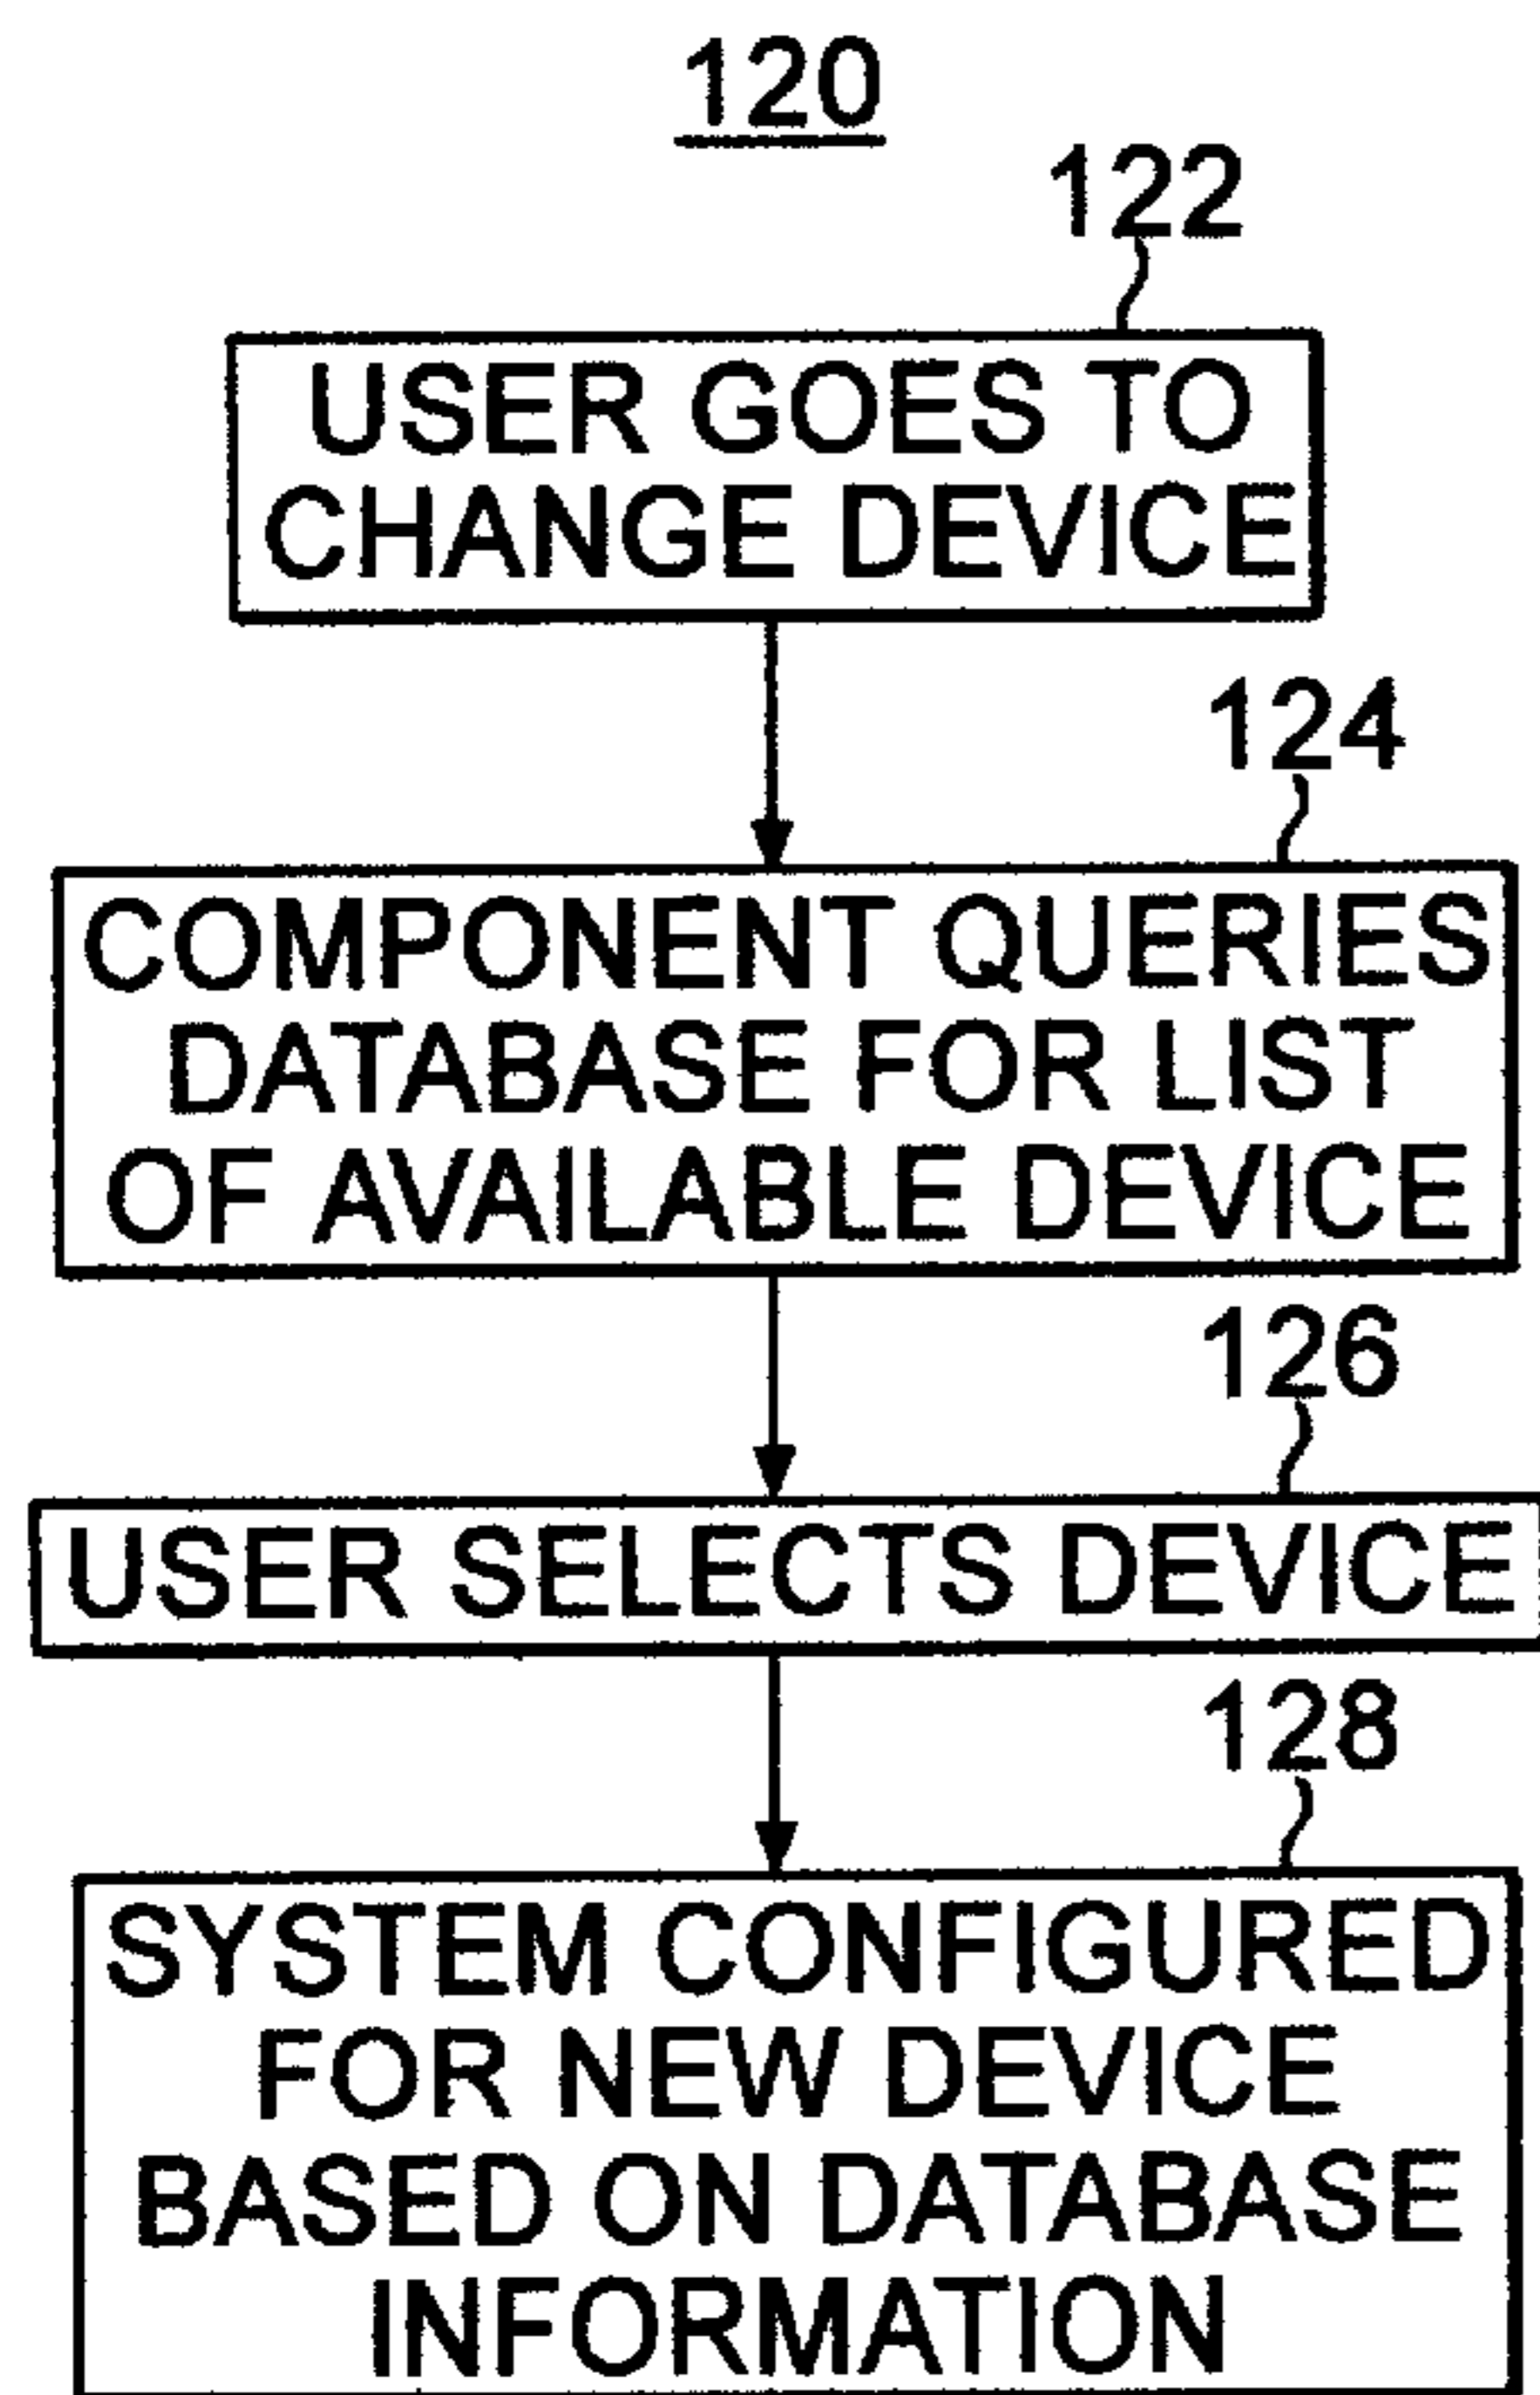 120
122
USER GOES TO
CHANGE DEVICE
124
COMPONENT QUERIES
DATABASE FOR LIST
OF AVAILABLE DEVICE
126
USER SELECTS DEVICE
128
SYSTEM CONFIGURED
FOR NEW DEVICE
BASED ON DATABASE
INFORMATION